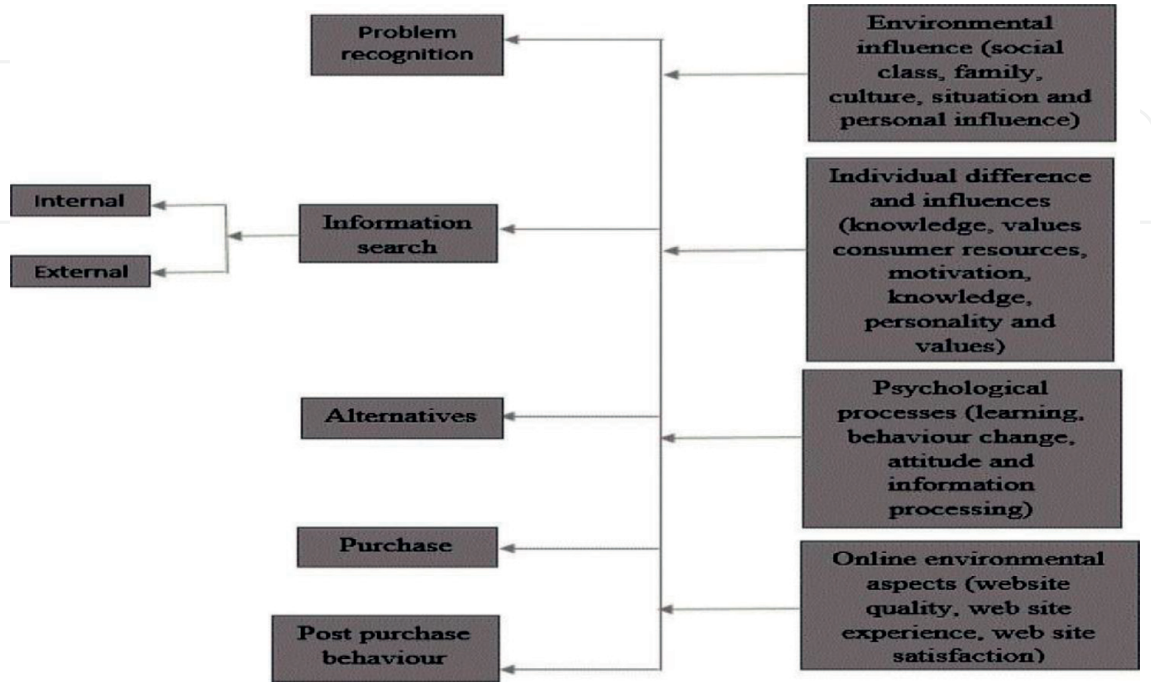 Problem
recognition
Environmental
influence (social
class, family,
culture, situation and
personal influence)
Internal
External
Information
search
Individual difference
and influences
(knowledge, values
consumer resources,
motivation,
knowledge,
personality and
values)
Alternatives
Psychological
processes (learning,
behaviour change,
attitude and
information
processing)
Purchase
Online environmental
aspects (website
quality, web site
experience, web site
satisfaction)
Post purchase
behaviour